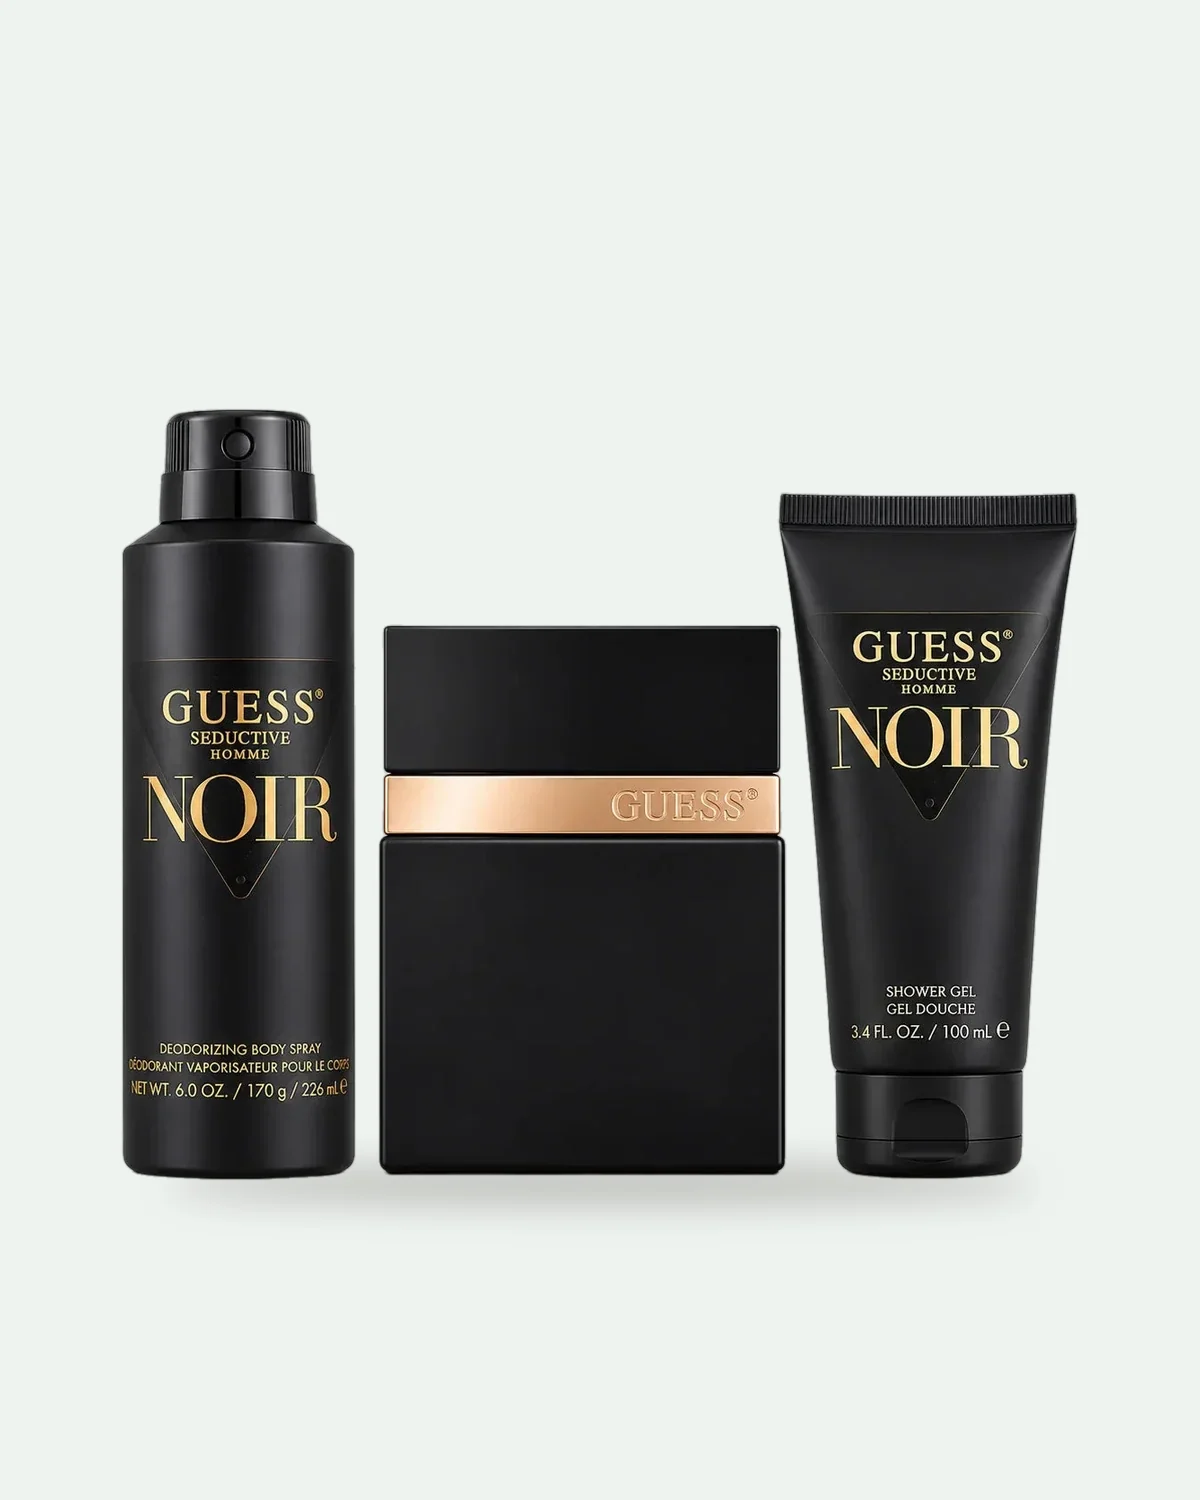 GUESS®
SEDUCTIVE
HOMME
NOIR
DEODORIZING BODY SPRAY
DÉODORANT VAPORISATEUR POUR LE CORPS
NET WT. 6.0 OZ. / 170 g / 226 mL ℮
GUESS®
GUESS®
SEDUCTIVE
HOMME
NOIR
SHOWER GEL
GEL DOUCHE
3.4 FL. OZ. / 100 mL ℮